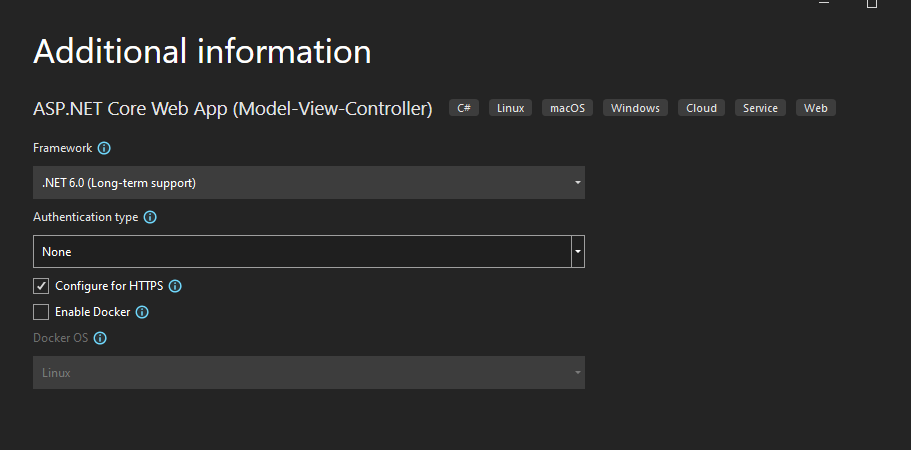 Additional information
ASP.NET Core Web App (Model-View-Controller) C# Linux macOS Windows Cloud Service Web
Framework
.NET 6.0 (Long-term support)
Authentication type
None
Configure for HTTPS
Enable Docker
Docker OS
Linux